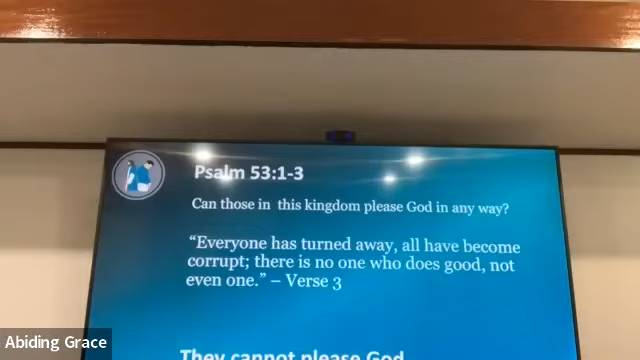 Psalm 53:1-3
Can those in this kingdom please God in any way?
“Everyone has turned away, all have become
corrupt; there is no one who does good, not
even one.” – Verse 3
They cannot please God
Abiding Grace